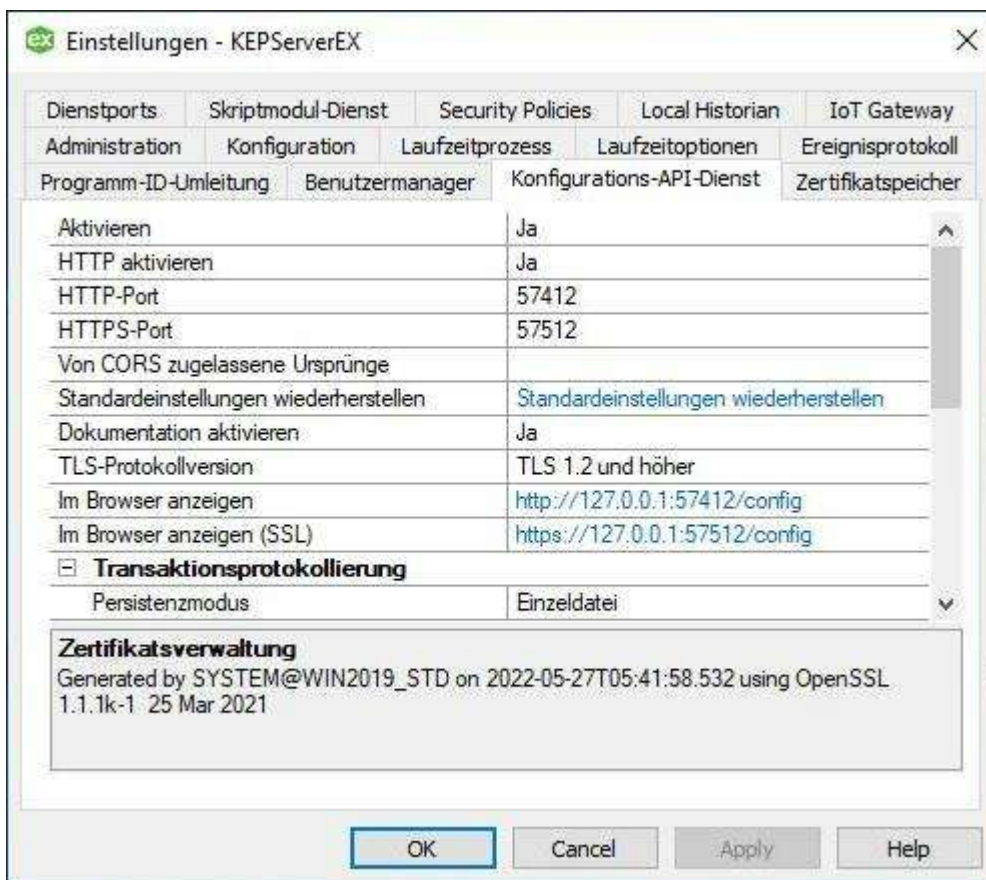 ex Einstellungen - KEPServerEX
Dienstports Skriptmodul-Dienst Security Policies Local Historian IoT Gateway
Administration Konfiguration Laufzeitprozess Laufzeitoptionen Ereignisprotokoll
Programm-ID-Umleitung Benutzermanager Konfigurations-API-Dienst Zertifikatspeicher
Aktivieren Ja
HTTP aktivieren Ja
HTTP-Port 57412
HTTPS-Port 57512
Von CORS zugelassene Ursprünge
Standardeinstellungen wiederherstellen Standardeinstellungen wiederherstellen
Dokumentation aktivieren Ja
TLS-Protokollversion TLS 1.2 und höher
Im Browser anzeigen http://127.0.0.1:57412/config
Im Browser anzeigen (SSL) https://127.0.0.1:57512/config
Transaktionsprotokollierung
Persistenzmodus Einzeldatei
Zertifikatsverwaltung
Generated by SYSTEM@WIN2019_STD on 2022-05-27T05:41:58.532 using OpenSSL
1.1.1k-1 25 Mar 2021
OK Cancel Apply Help